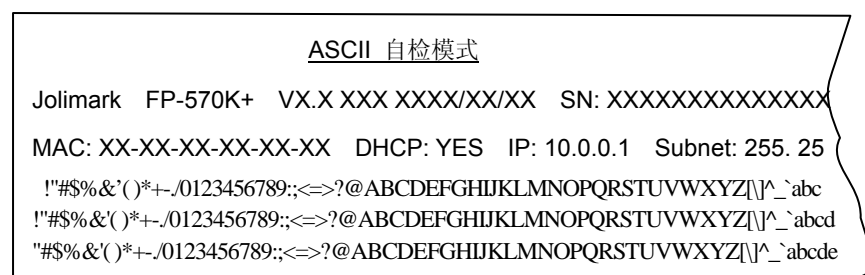 ASCII 自检模式
Jolimark FP-570K+ VX.X XXX XXXX/XX/XX SN: XXXXXXXXXXXXXX
MAC: XX-XX-XX-XX-XX-XX DHCP: YES IP: 10.0.0.1 Subnet: 255. 25
!"#$%&'( )*+-./0123456789:;<=>?@ABCDEFGHIJKLMNOPQRSTUVWXYZ[\]^_`abc
!"#$%&'( )*+-./0123456789:;<=>?@ABCDEFGHIJKLMNOPQRSTUVWXYZ[\]^_`abcd
"#$%&'( )*+-./0123456789:;<=>?@ABCDEFGHIJKLMNOPQRSTUVWXYZ[\]^_`abcde